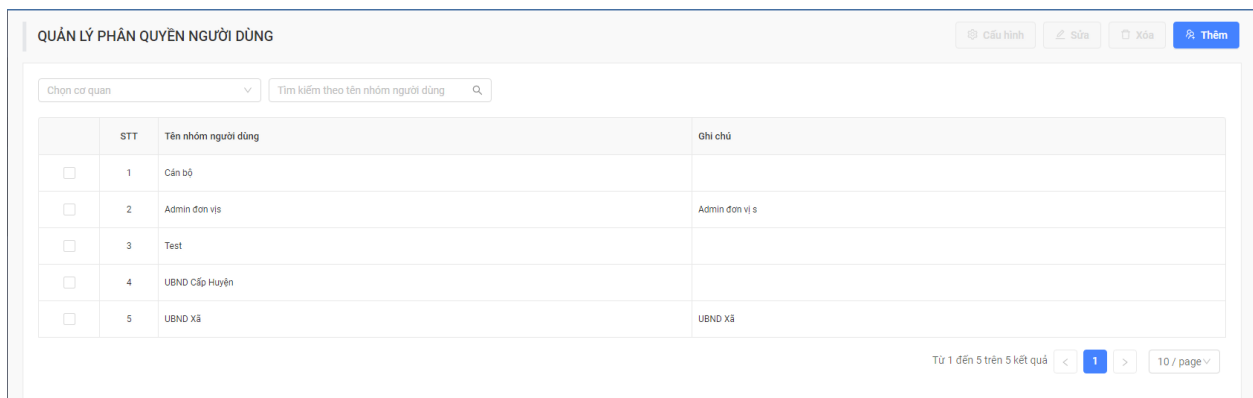 QUẢN LÝ PHÂN QUYỀN NGƯỜI DÙNG
Cấu hình Sửa Xóa Thêm
Chọn cơ quan Tìm kiếm theo tên nhóm người dùng
STT Tên nhóm người dùng Ghi chú
1 Cán bộ
2 Admin đơn vịs Admin đơn vị s
3 Test
4 UBND Cấp Huyện
5 UBND Xã UBND Xã
Từ 1 đến 5 trên 5 kết quả < 1 > 10 / page